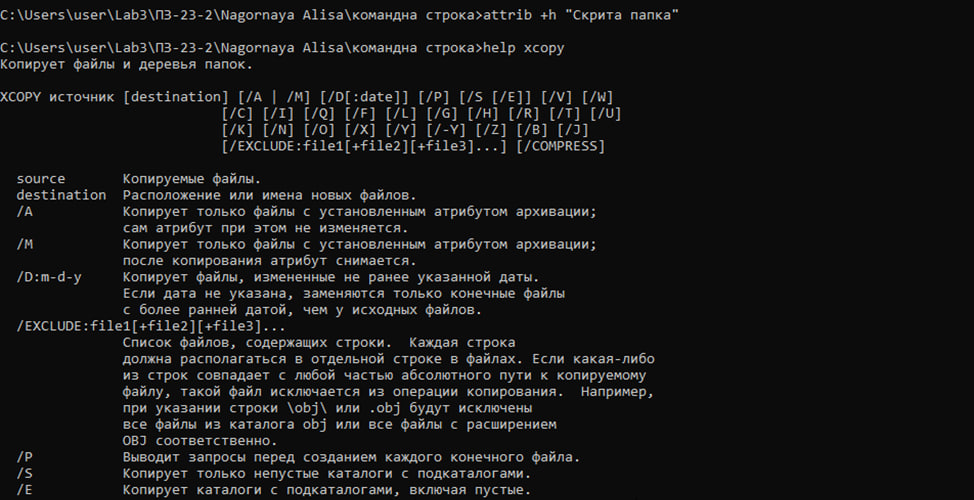 C:\Users\user\Lab3\ПЗ-23-2\Nagornaya Alisa\командна строка>attrib +h "Скрита папка"
C:\Users\user\Lab3\ПЗ-23-2\Nagornaya Alisa\командна строка>help xcopy
Копирует файлы и деревья папок.
XCOPY источник [destination] [/A | /M] [/D[:date]] [/P] [/S [/E]] [/V] [/W]
[/C] [/I] [/Q] [/F] [/L] [/G] [/H] [/R] [/T] [/U]
[/K] [/N] [/O] [/X] [/Y] [/-Y] [/Z] [/B] [/J]
[/EXCLUDE:file1[+file2][+file3]...] [/COMPRESS]
source Копируемые файлы.
destination Расположение или имена новых файлов.
/A Копирует только файлы с установленным атрибутом архивации;
сам атрибут при этом не изменяется.
/M Копирует только файлы с установленным атрибутом архивации;
после копирования атрибут снимается.
/D:m-d-y Копирует файлы, измененные не ранее указанной даты.
Если дата не указана, заменяются только конечные файлы
с более ранней датой, чем у исходных файлов.
/EXCLUDE:file1[+file2][+file3]...
Список файлов, содержащих строки. Каждая строка
должна располагаться в отдельной строке в файлах. Если какая-либо
из строк совпадает с любой частью абсолютного пути к копируемому
файлу, такой файл исключается из операции копирования. Например,
при указании строки \obj\ или .obj будут исключены
все файлы из каталога obj или все файлы с расширением
OBJ соответственно.
/P Выводит запросы перед созданием каждого конечного файла.
/S Копирует только непустые каталоги с подкаталогами.
/E Копирует каталоги с подкаталогами, включая пустые.